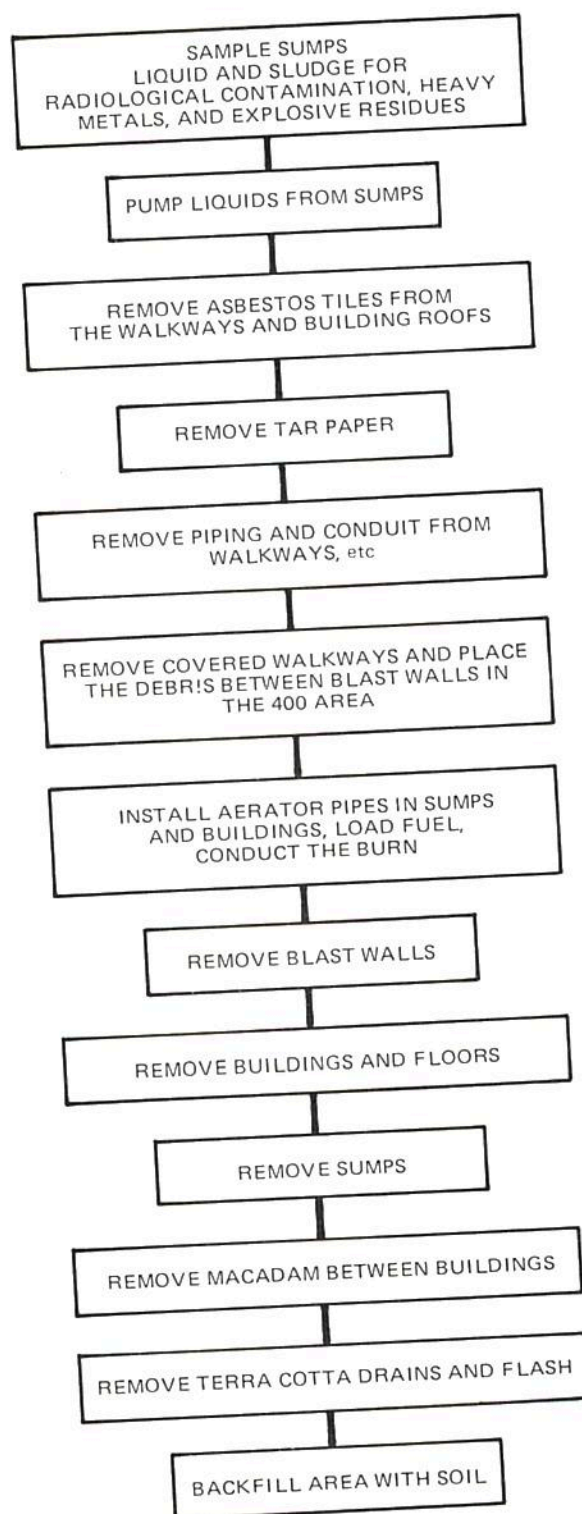 SAMPLE SUMPS
LIQUID AND SLUDGE FOR
RADIOLOGICAL CONTAMINATION, HEAVY
METALS, AND EXPLOSIVE RESIDUES
PUMP LIQUIDS FROM SUMPS
REMOVE ASBESTOS TILES FROM
THE WALKWAYS AND BUILDING ROOFS
REMOVE TAR PAPER
REMOVE PIPING AND CONDUIT FROM
WALKWAYS, etc
REMOVE COVERED WALKWAYS AND PLACE
THE DEBR!S BETWEEN BLAST WALLS IN
THE 400 AREA
INSTALL AERATOR PIPES IN SUMPS
AND BUILDINGS, LOAD FUEL,
CONDUCT THE BURN
REMOVE BLAST WALLS
REMOVE BUILDINGS AND FLOORS
REMOVE SUMPS
REMOVE MACADAM BETWEEN BUILDINGS
REMOVE TERRA COTTA DRAINS AND FLASH
BACKFILL AREA WITH SOIL